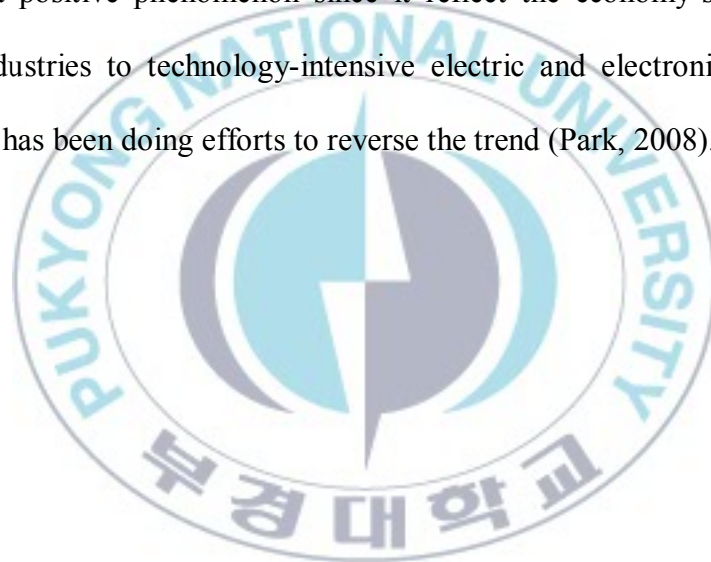 positive phenomenon since it reflect the economy s
dustries to technology-intensive electric and electroni
has been doing efforts to reverse the trend (Park, 2008).
PUKYONG NATIONAL UNIVERSITY
부경대학교